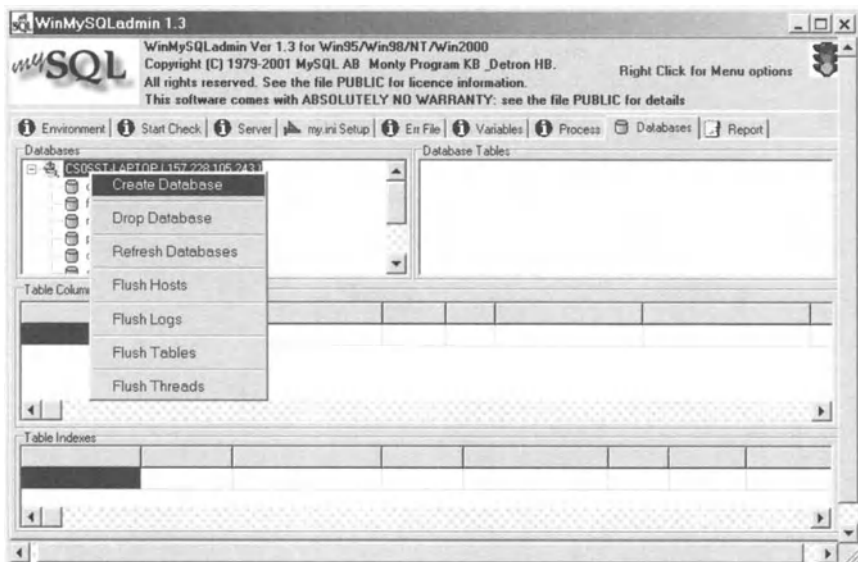 WinMySQLadmin 1.3
mySQL
WinMySQLadmin Ver 1.3 for Win95/Win98/NT/Win2000
Copyright (C) 1979-2001 MySQL AB Monty Program KB _Detron HB.
All rights reserved. See the file PUBLIC for licence information.
This software comes with ABSOLUTELY NO WARRANTY: see the file PUBLIC for details
Right Click for Menu options
Environment Start Check Server my.ini Setup Err File Variables Process Databases Report
Databases
Database Tables
CS0SST-LAPTOP ( 157.228.105.243 )
Create Database
Drop Database
Refresh Databases
Flush Hosts
Flush Logs
Flush Tables
Flush Threads
Table Colum
Table Indexes